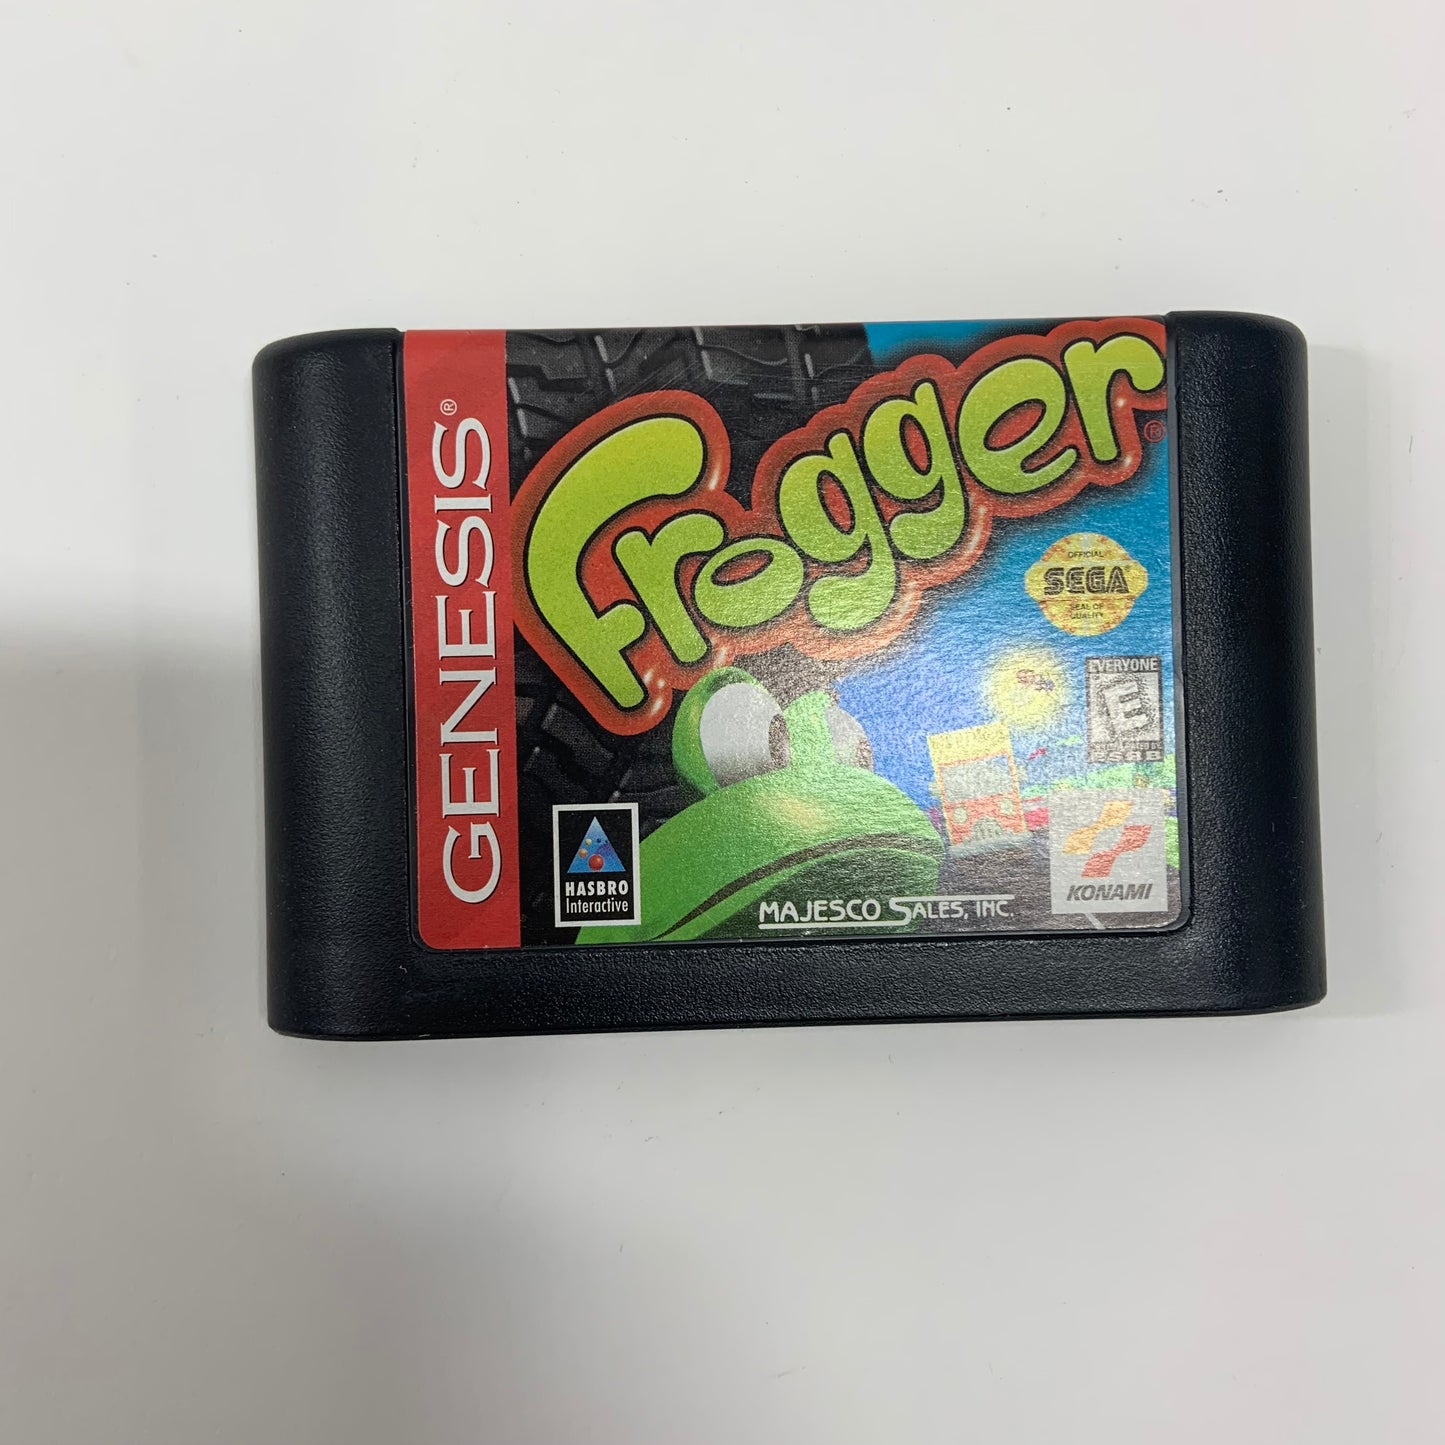 GENESIS®
Frogger®
OFFICIAL
SEGA®
SEAL OF
QUALITY
EVERYONE
E
ESRB
HASBRO
Interactive
MAJESCO SALES, INC.
KONAMI